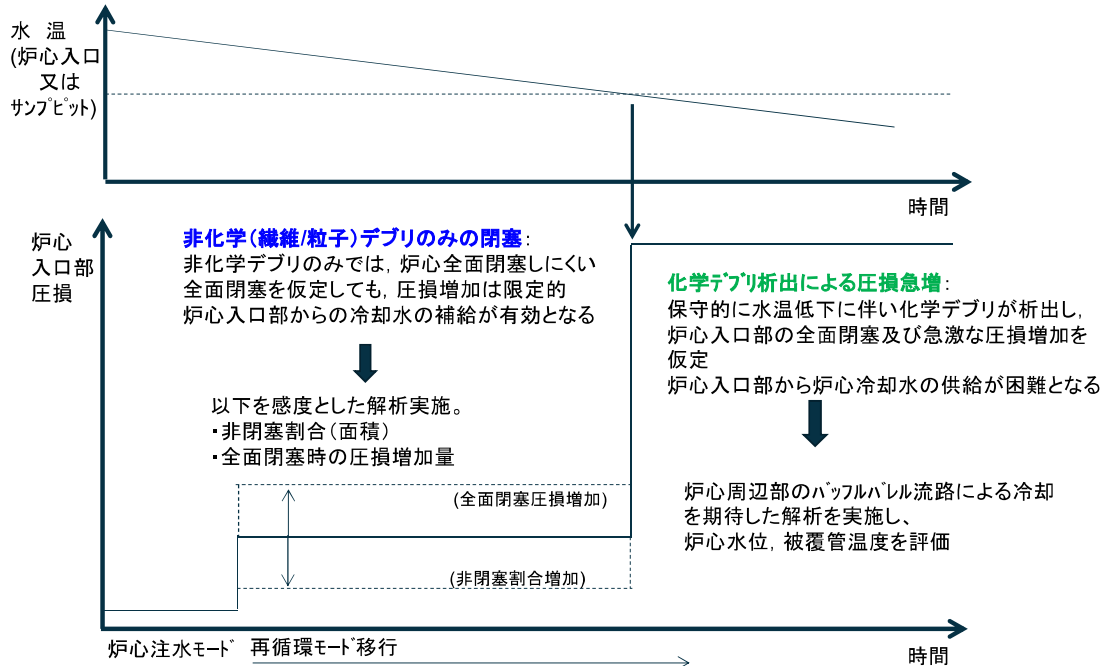 水 温
(炉心入口
又は
ｻﾝﾌﾟﾋﾟｯﾄ)
時間
炉心
入口部
圧損
非化学（繊維/粒子）デブリのみの閉塞：
非化学デブリのみでは，炉心全面閉塞しにくい
全面閉塞を仮定しても，圧損増加は限定的
炉心入口部からの冷却水の補給が有効となる
以下を感度とした解析実施。
・非閉塞割合（面積）
・全面閉塞時の圧損増加量
化学ﾃﾞﾌﾞﾘ析出による圧損急増：
保守的に水温低下に伴い化学デブリが析出し，
炉心入口部の全面閉塞及び急激な圧損増加を
仮定
炉心入口部から炉心冷却水の供給が困難となる
炉心周辺部のﾊﾞｯﾌﾙﾊﾞﾚﾙ流路による冷却
を期待した解析を実施し、
炉心水位，被覆管温度を評価
(全面閉塞圧損増加)
(非閉塞割合増加)
炉心注水ﾓｰﾄﾞ 再循環ﾓｰﾄﾞ移行
時間